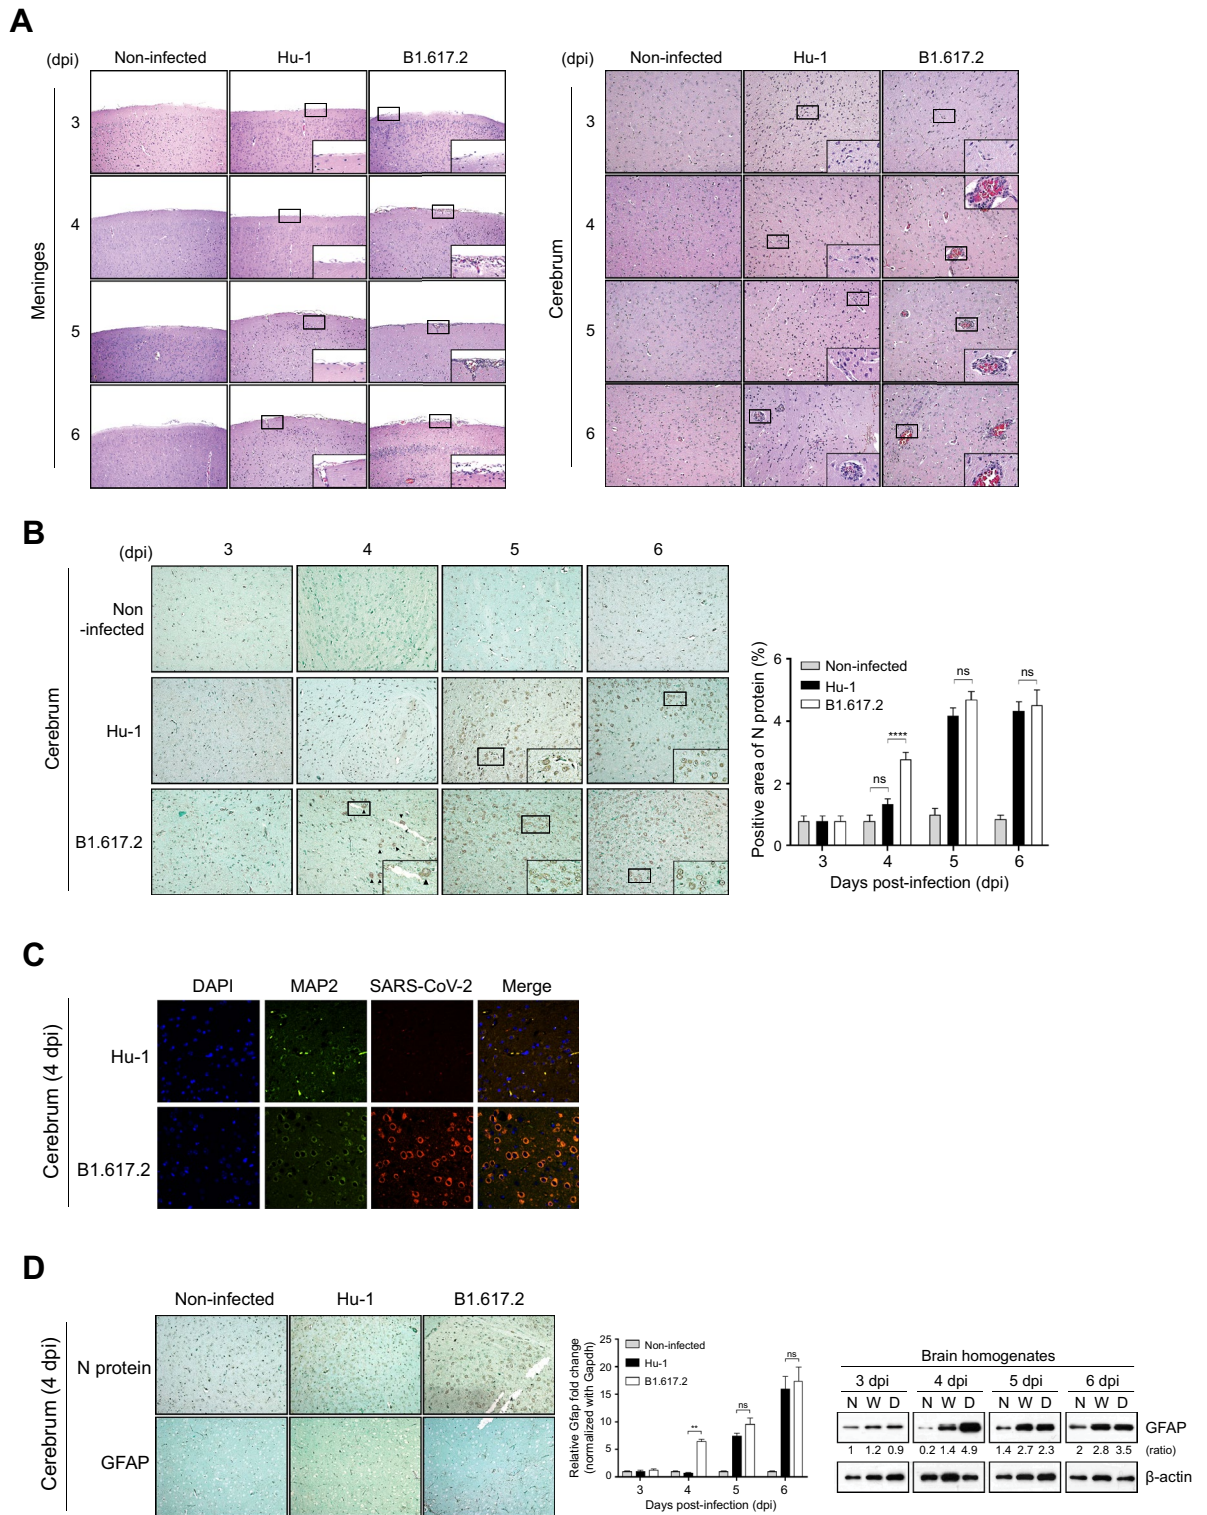 A
(dpi) Non-infected Hu-1 B1.617.2
Meninges
3
4
5
6
(dpi) Non-infected Hu-1 B1.617.2
Cerebrum
3
4
5
6
B
(dpi) 3 4 5 6
Cerebrum
Non
-infected
Hu-1
B1.617.2
Positive area of N protein (%)
6
4
2
0
Non-infected
Hu-1
B1.617.2
ns
****
ns
ns
3 4 5 6
Days post-infection (dpi)
C
DAPI MAP2 SARS-CoV-2 Merge
Cerebrum (4 dpi)
Hu-1
B1.617.2
D
Non-infected Hu-1 B1.617.2
Cerebrum (4 dpi)
N protein
GFAP
Relative Gfap fold change
(normalized with Gapdh)
25
20
15
10
5
0
Non-infected
Hu-1
B1.617.2
**
ns
ns
3 4 5 6
Days post-infection (dpi)
Brain homogenates
3 dpi 4 dpi 5 dpi 6 dpi
N W D N W D N W D N W D
GFAP
1 1.2 0.9 0.2 1.4 4.9 1.4 2.7 2.3 2 2.8 3.5 (ratio)
β-actin